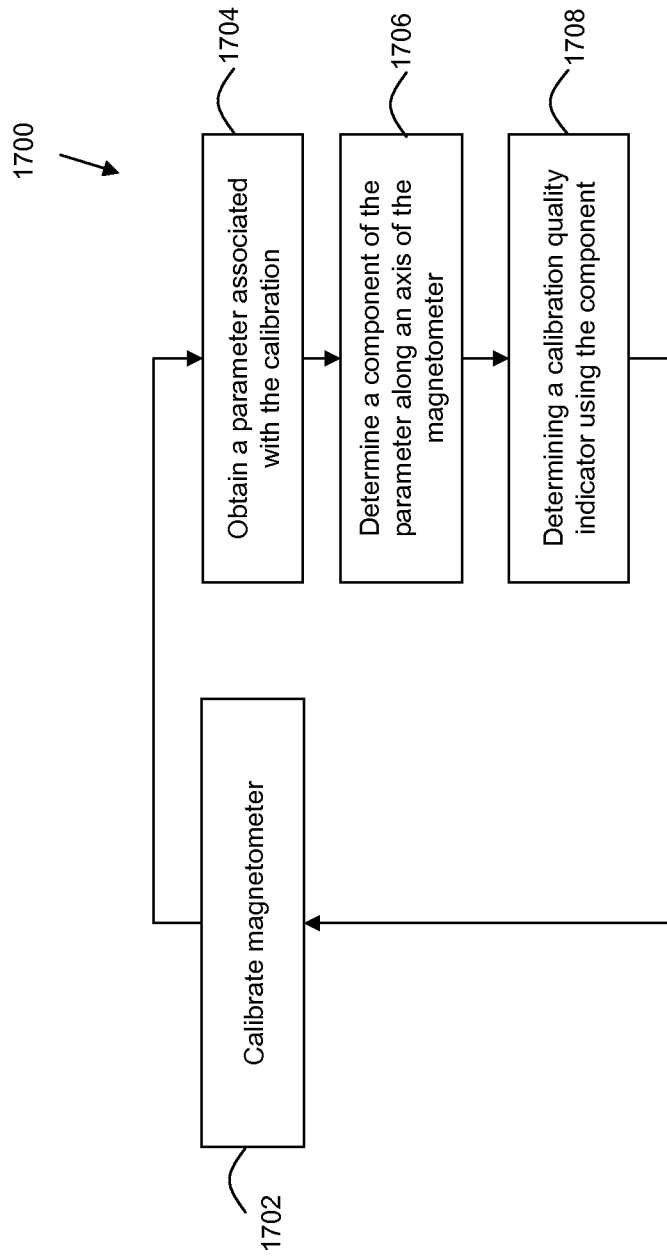 1700
1702
Calibrate magnetometer
1704
Obtain a parameter associated
with the calibration
1706
Determine a component of the
parameter along an axis of the
magnetometer
1708
Determining a calibration quality
indicator using the component